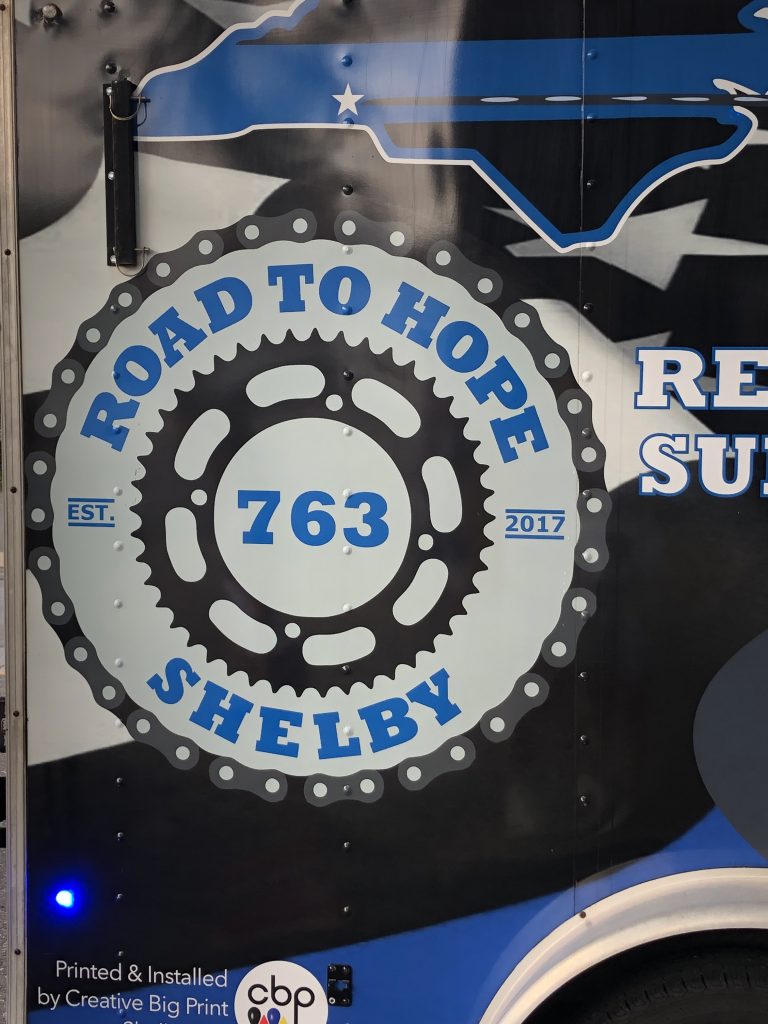 ROAD TO HOPE
EST.
763
2017
SHELBY
Printed & Installed
by Creative Big Print
cbp